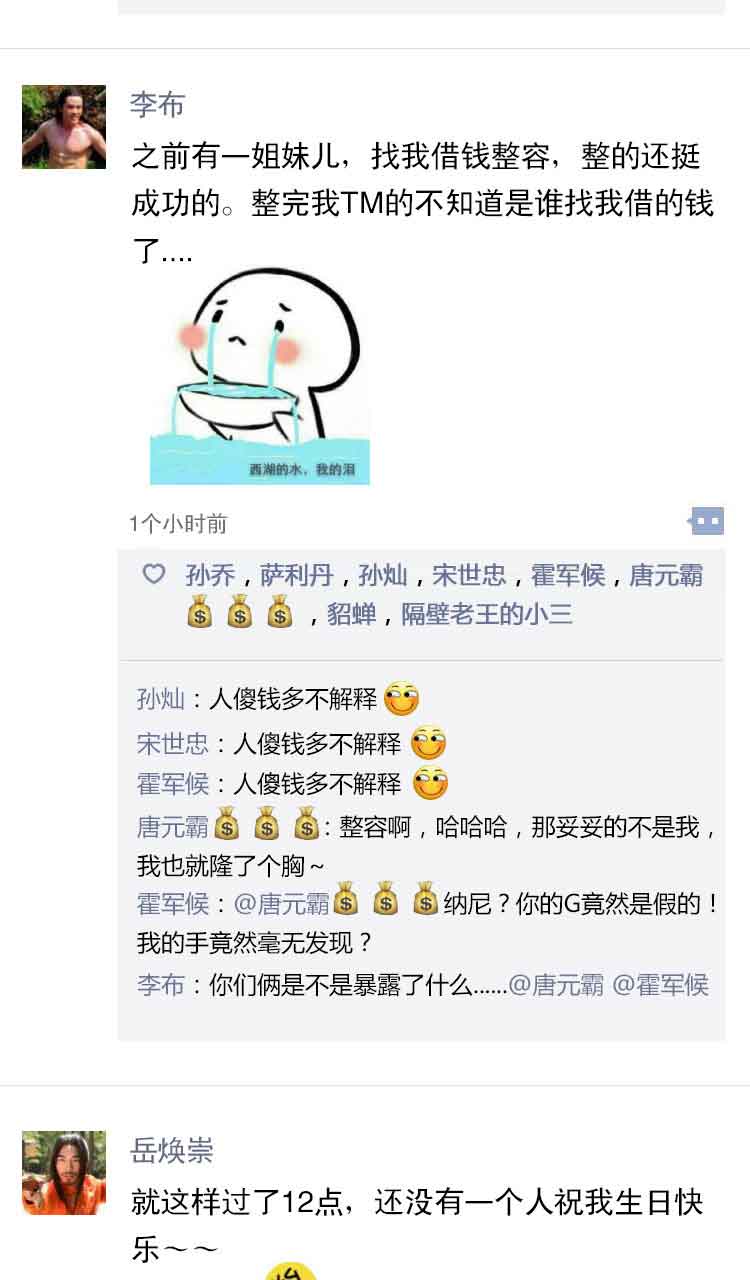 李布
之前有一姐妹儿，找我借钱整容，整的还挺
成功的。整完我TM的不知道是谁找我借的钱
了....
西湖的水，我的泪
1个小时前
孙乔，萨利丹，孙灿，宋世忠，霍军候，唐元霸
，貂蝉，隔壁老王的小三
孙灿：人傻钱多不解释
宋世忠：人傻钱多不解释
霍军候：人傻钱多不解释
唐元霸：整容啊，哈哈哈，那妥妥的不是我，
我也就隆了个胸～
霍军候：@唐元霸 纳尼？你的G竟然是假的！
我的手竟然毫无发现？
李布：你们俩是不是暴露了什么......@唐元霸 @霍军候
岳焕崇
就这样过了12点，还没有一个人祝我生日快
乐～～